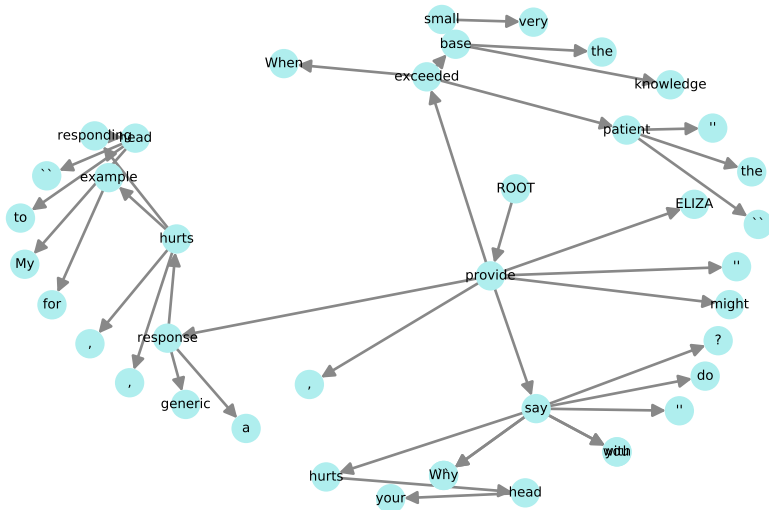 small
very
base
the
When
exceeded
knowledge
''
patient
responding
head
the
``
example
ROOT
to
ELIZA
``
hurts
My
''
provide
for
might
,
response
?
do
,
,
generic
''
say
a
you
hurts
Why
head
your